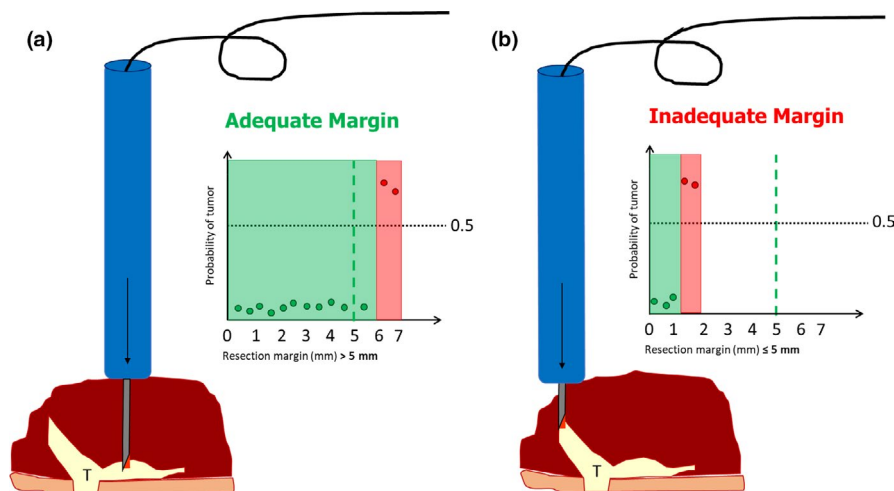 (a)
Adequate Margin
Probability of tumor
0.5
0 1 2 3 4 5 6 7
Resection margin (mm) > 5 mm
T
(b)
Inadequate Margin
Probability of tumor
0.5
0 1 2 3 4 5 6 7
Resection margin (mm) ≤ 5 mm
T